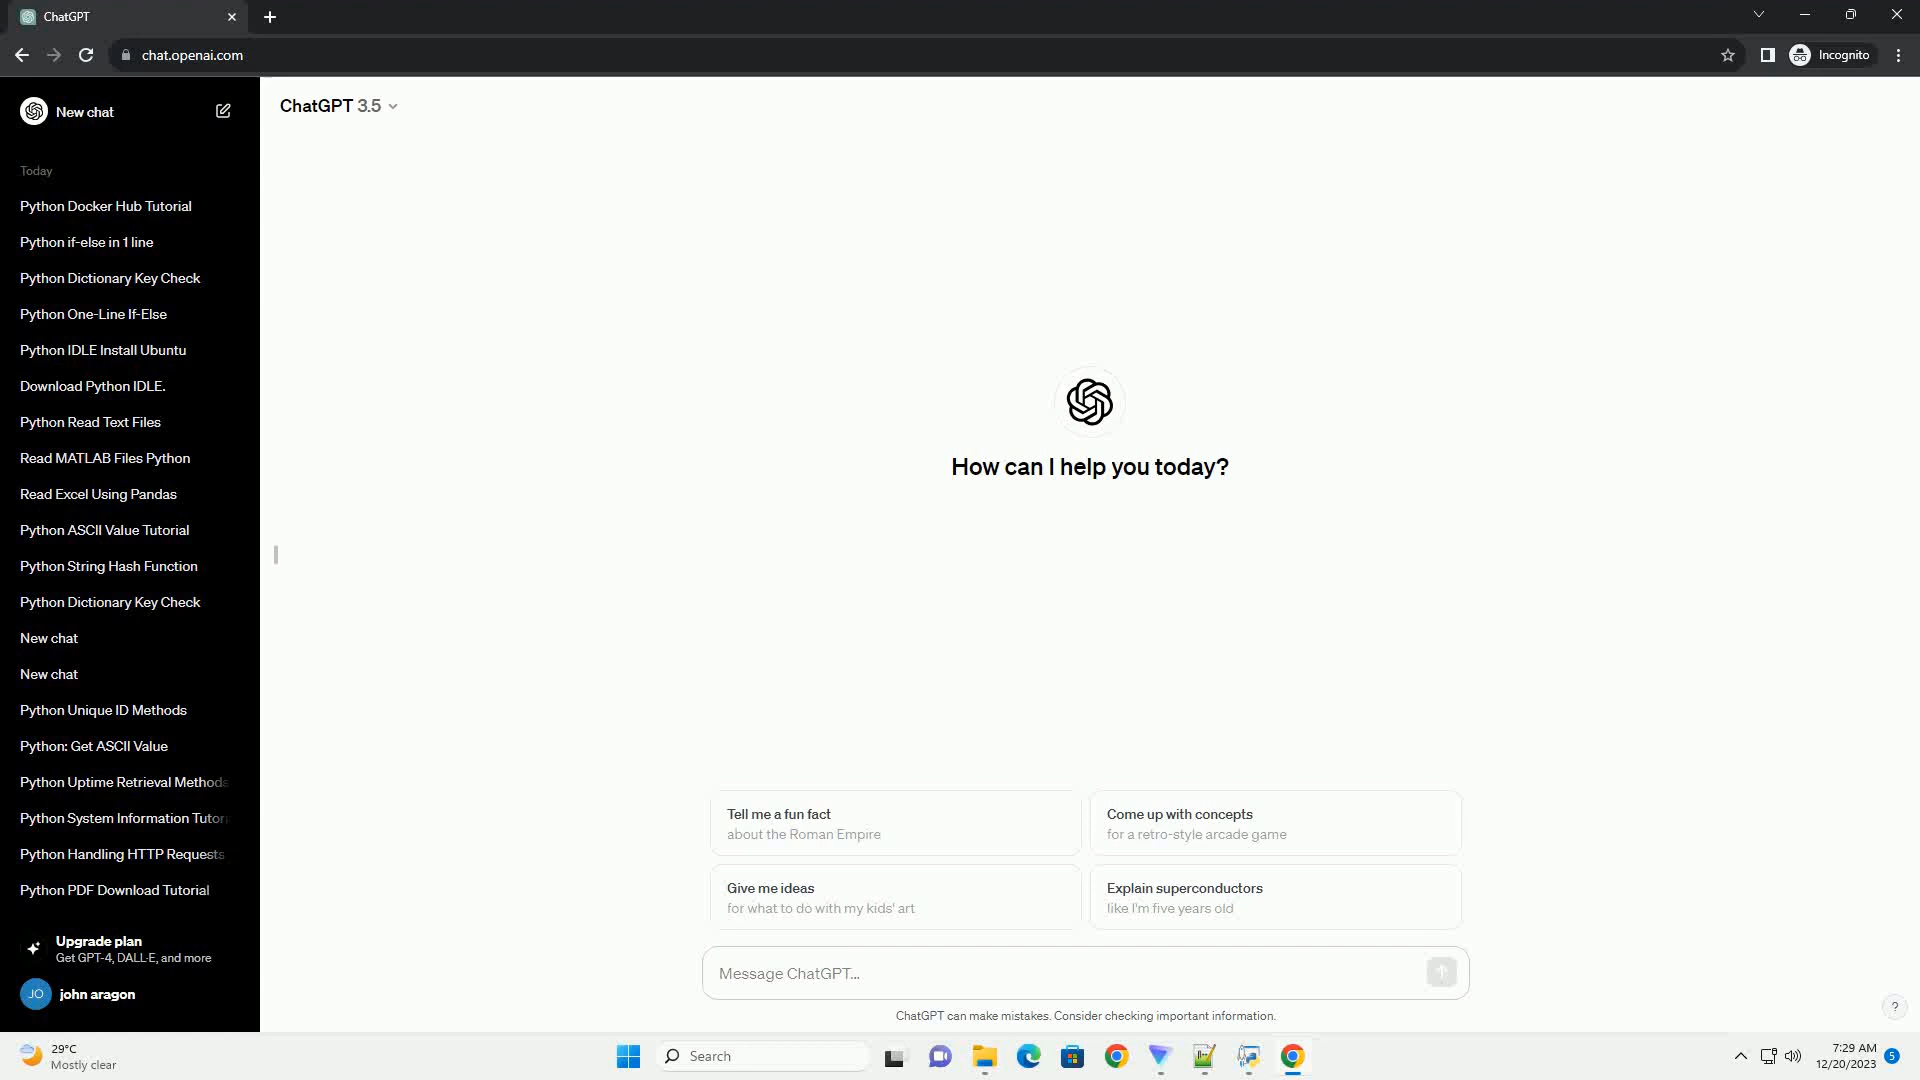 ChatGPT
chat.openai.com
Incognito
New chat
ChatGPT 3.5
Today
Python Docker Hub Tutorial
Python if-else in 1 line
Python Dictionary Key Check
Python One-Line If-Else
Python IDLE Install Ubuntu
Download Python IDLE.
Python Read Text Files
Read MATLAB Files Python
Read Excel Using Pandas
Python ASCII Value Tutorial
Python String Hash Function
Python Dictionary Key Check
New chat
New chat
Python Unique ID Methods
Python: Get ASCII Value
Python Uptime Retrieval Methods
Python System Information Tutori
Python Handling HTTP Requests
Python PDF Download Tutorial
Upgrade plan
Get GPT-4, DALL·E, and more
JO
john aragon
How can I help you today?
Tell me a fun fact
about the Roman Empire
Come up with concepts
for a retro-style arcade game
Give me ideas
for what to do with my kids' art
Explain superconductors
like I'm five years old
Message ChatGPT...
ChatGPT can make mistakes. Consider checking important information.
?
29°C
Mostly clear
Search
7:29 AM
12/20/2023
5